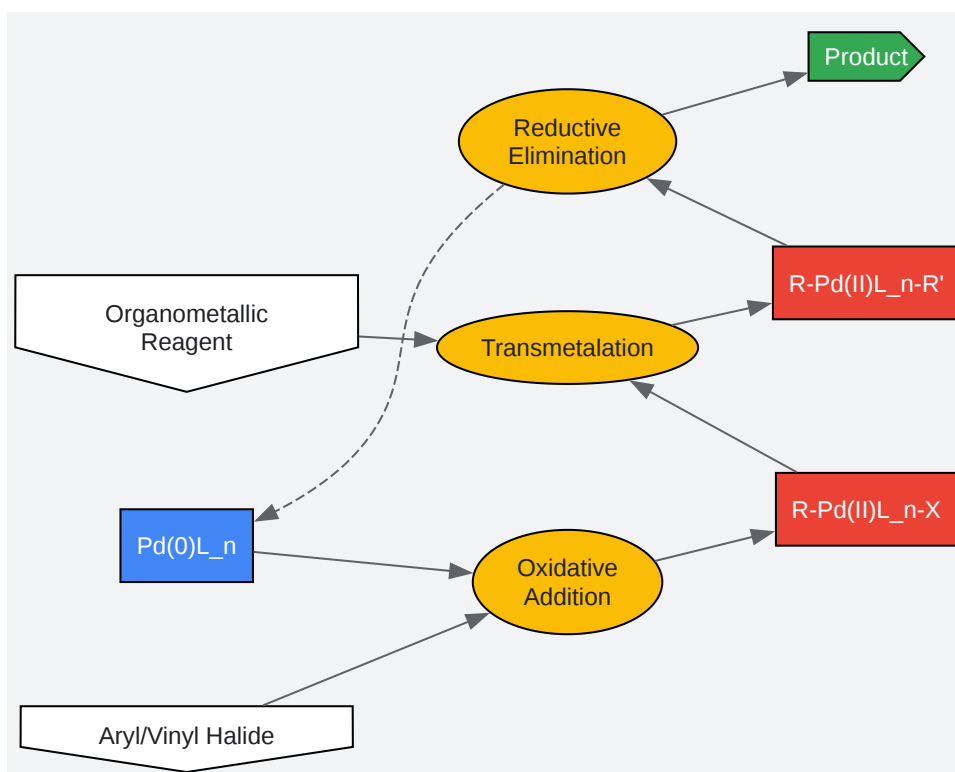 Product
Reductive
Elimination
R-Pd(II)L_n-R'
Organometallic
Reagent
Transmetalation
R-Pd(II)L_n-X
Pd(0)L_n
Oxidative
Addition
Aryl/Vinyl Halide